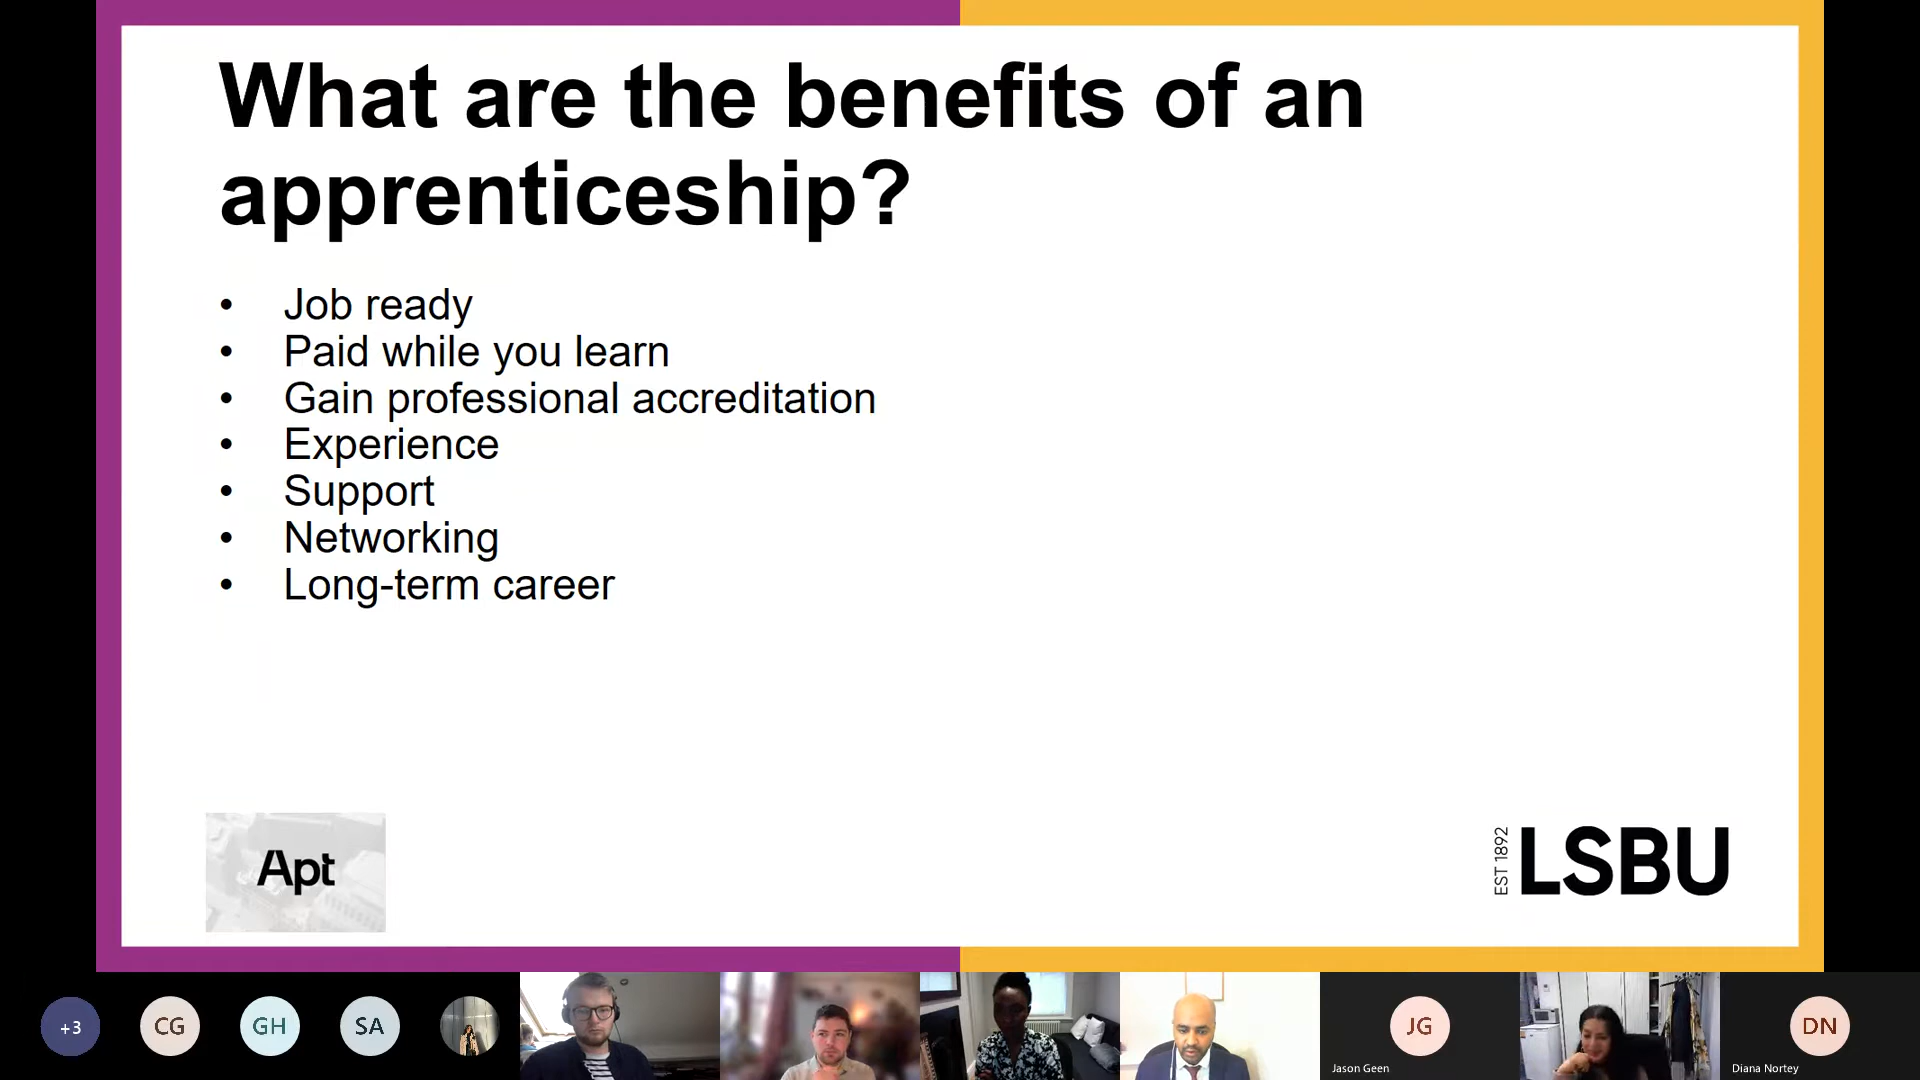 What are the benefits of an
apprenticeship?
• Job ready
• Paid while you learn
• Gain professional accreditation
• Experience
• Support
• Networking
• Long-term career
Apt
EST 1892
LSBU
+3
CG
GH
SA
JG
Jason Geen
DN
Diana Nortey